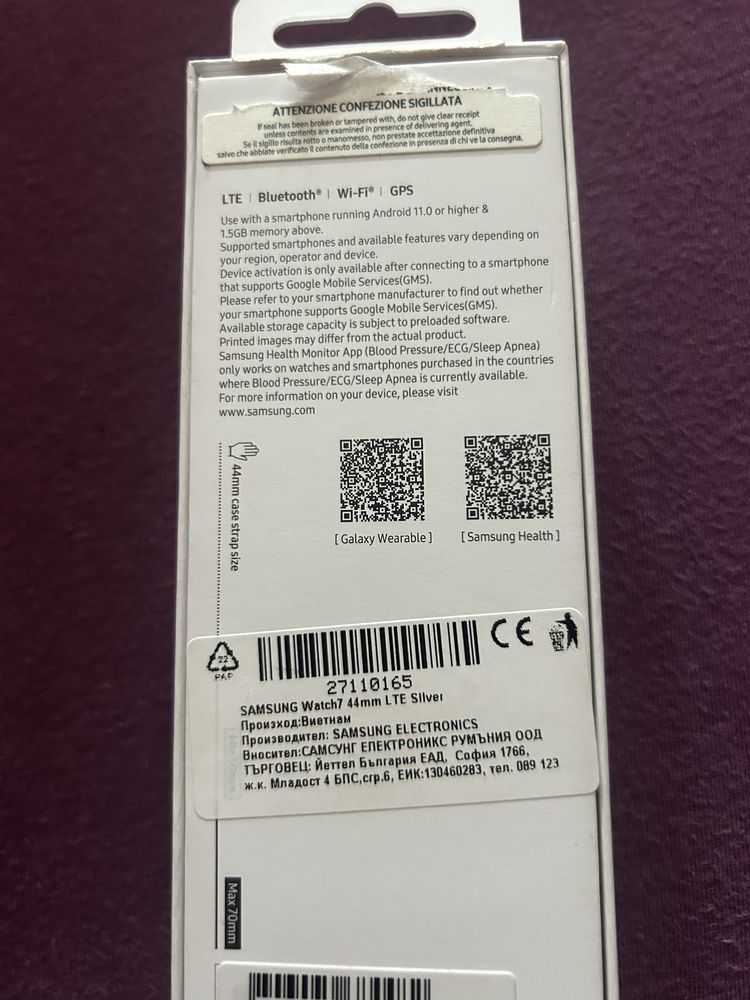 ATTENZIONE CONFEZIONE SIGILLATA
If seal has been broken or tampered with, do not give clear receipt
unless contents are examined in presence of delivering agent.
Se il sigillo risulta rotto o manomesso, non prestate accettazione definitiva
salvo che abbiate verificato il contenuto della confezione in presenza di chi ve la consegna.
LTE | Bluetooth® | Wi-Fi® | GPS
Use with a smartphone running Android 11.0 or higher &
1.5GB memory above.
Supported smartphones and available features vary depending on
your region, operator and device.
Device activation is only available after connecting to a smartphone
that supports Google Mobile Services(GMS).
Please refer to your smartphone manufacturer to find out whether
your smartphone supports Google Mobile Services(GMS).
Available storage capacity is subject to preloaded software.
Printed images may differ from the actual product.
Samsung Health Monitor App (Blood Pressure/ECG/Sleep Apnea)
only works on watches and smartphones purchased in the countries
where Blood Pressure/ECG/Sleep Apnea is currently available.
For more information on your device, please visit
www.samsung.com
44mm case strap size
[ Galaxy Wearable ] [ Samsung Health ]
22
PAP
CE
27110165
SAMSUNG Watch7 44mm LTE Silver
Произход:Виетнам
Производител: SAMSUNG ELECTRONICS
Вносител:САМСУНГ ЕЛЕКТРОНИКС РУМЪНИЯ ООД
ТЪРГОВЕЦ: Йеттел България ЕАД, София 1766,
ж.к. Младост 4 БПС,сгр.6, ЕИК:130460283, тел. 089 123
Max 70mm